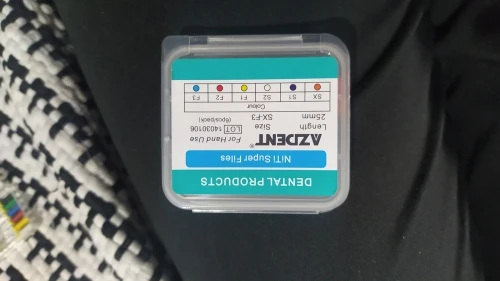 DENTAL PRODUCTS
NiTi Super Files
AZDENT®
For Hand Use
LOT 14030106
(6pcs/pack)
Length Size
25mm SX-F3
Colour
SX S1 S2 F1 F2 F3